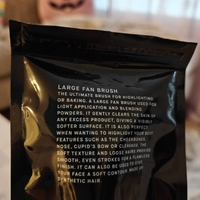 LARGE FAN BRUSH
THE ULTIMATE BRUSH FOR HIGHLIGHTING
OR BAKING. A LARGE FAN BRUSH USED FOR
LIGHT APPLICATION AND BLENDING
POWDERS. IT GENTLY CLEARS THE SKIN OF
ANY EXCESS PRODUCT, GIVING A VISIBLY
SOFTER SURFACE. IT IS ALSO PERFECT
WHEN WANTING TO HIGHLIGHT YOUR BEST
FEATURES SUCH AS THE CHEEKBONES,
NOSE, CUPID'S BOW OR CLEAVAGE. THE
SOFT TEXTURE AND LOOSE HAIRS PROVIDE
SMOOTH, EVEN STROKES FOR A FLAWLESS
FINISH. IT CAN ALSO BE USED TO GIVE
YOUR FACE A SOFT CONTOUR. MADE OF
SYNTHETIC HAIR.